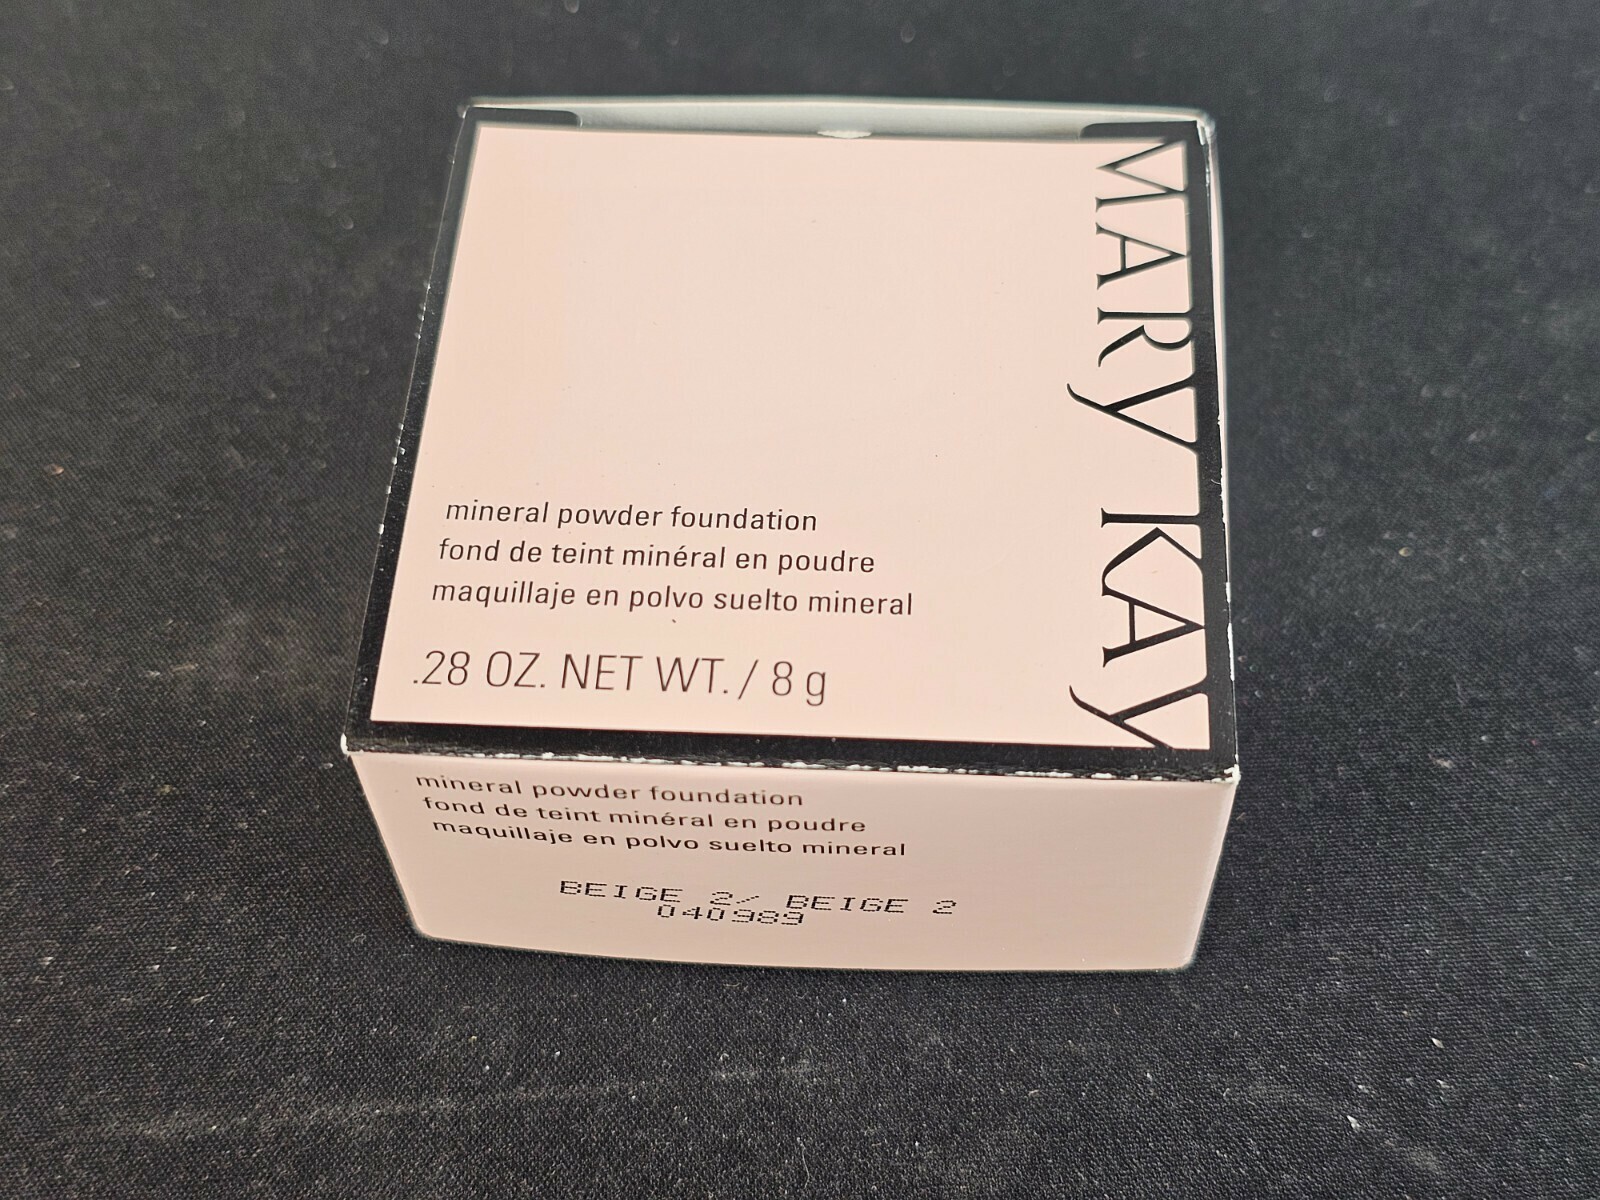 MARY KAY
mineral powder foundation
fond de teint minéral en poudre
maquillaje en polvo suelto mineral
.28 OZ. NET WT. / 8 g
mineral powder foundation
fond de teint minéral en poudre
maquillaje en polvo suelto mineral
BEIGE 2/ BEIGE 2
040989